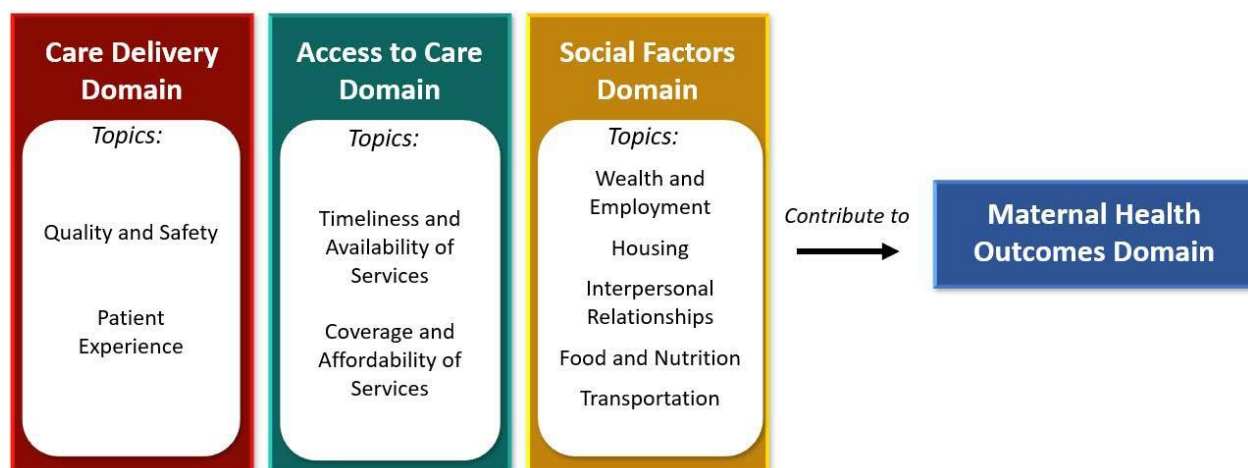 Care Delivery
Domain
Topics:
Quality and Safety
Patient
Experience
Access to Care
Domain
Topics:
Timeliness and
Availability of
Services
Coverage and
Affordability of
Services
Social Factors
Domain
Topics:
Wealth and
Employment
Housing
Interpersonal
Relationships
Food and Nutrition
Transportation
Contribute to
Maternal Health
Outcomes Domain